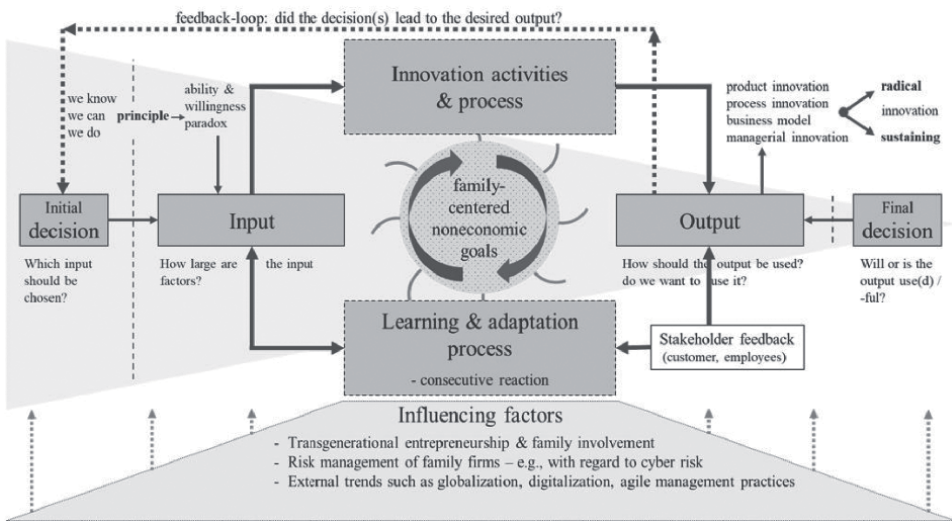 feedback-loop: did the decision(s) lead to the desired output?
Innovation activities
& process
we know
we can
we do
principle
ability &
willingness
paradox
product innovation
process innovation
business model
managerial innovation
radical
innovation
sustaining
Initial
decision
Input
family-
centered
noneconomic
goals
Output
Final
decision
Which input
should be
chosen?
How large are the input
factors?
How should the output be used?
do we want to use it?
Will or is the
output use(d) /
-ful?
Learning & adaptation
process
- consecutive reaction
Stakeholder feedback
(customer, employees)
Influencing factors
- Transgenerational entrepreneurship & family involvement
- Risk management of family firms – e.g., with regard to cyber risk
- External trends such as globalization, digitalization, agile management practices